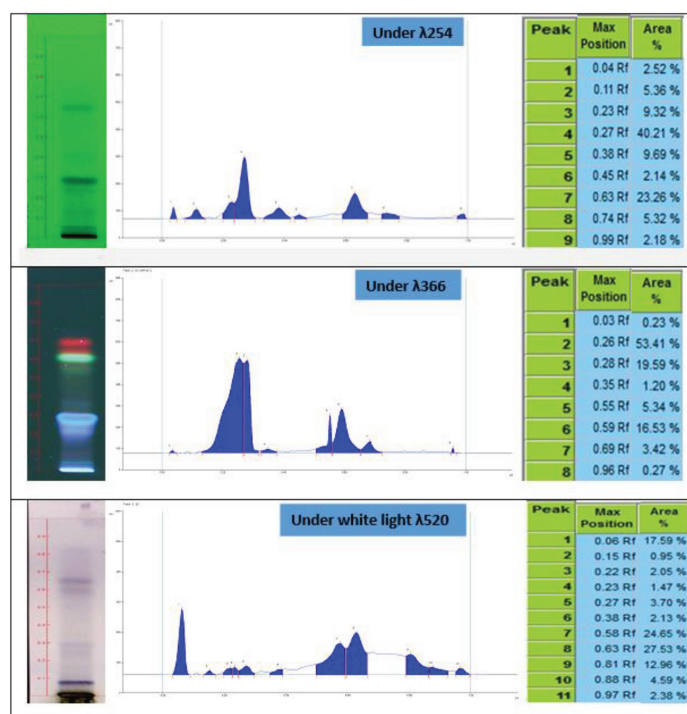 Under λ254
Peak Max Position Area %
1 0.04 Rf 2.52 %
2 0.11 Rf 5.36 %
3 0.23 Rf 9.32 %
4 0.27 Rf 40.21 %
5 0.38 Rf 9.69 %
6 0.45 Rf 2.14 %
7 0.63 Rf 23.26 %
8 0.74 Rf 5.32 %
9 0.99 Rf 2.18 %
Under λ366
Peak Max Position Area %
1 0.03 Rf 0.23 %
2 0.26 Rf 53.41 %
3 0.28 Rf 19.59 %
4 0.35 Rf 1.20 %
5 0.55 Rf 5.34 %
6 0.59 Rf 16.53 %
7 0.69 Rf 3.42 %
8 0.96 Rf 0.27 %
Under white light λ520
Peak Max Position Area %
1 0.06 Rf 17.59 %
2 0.15 Rf 0.95 %
3 0.22 Rf 2.05 %
4 0.23 Rf 1.47 %
5 0.27 Rf 3.70 %
6 0.38 Rf 2.13 %
7 0.58 Rf 24.65 %
8 0.63 Rf 27.53 %
9 0.81 Rf 12.96 %
10 0.88 Rf 4.59 %
11 0.97 Rf 2.38 %